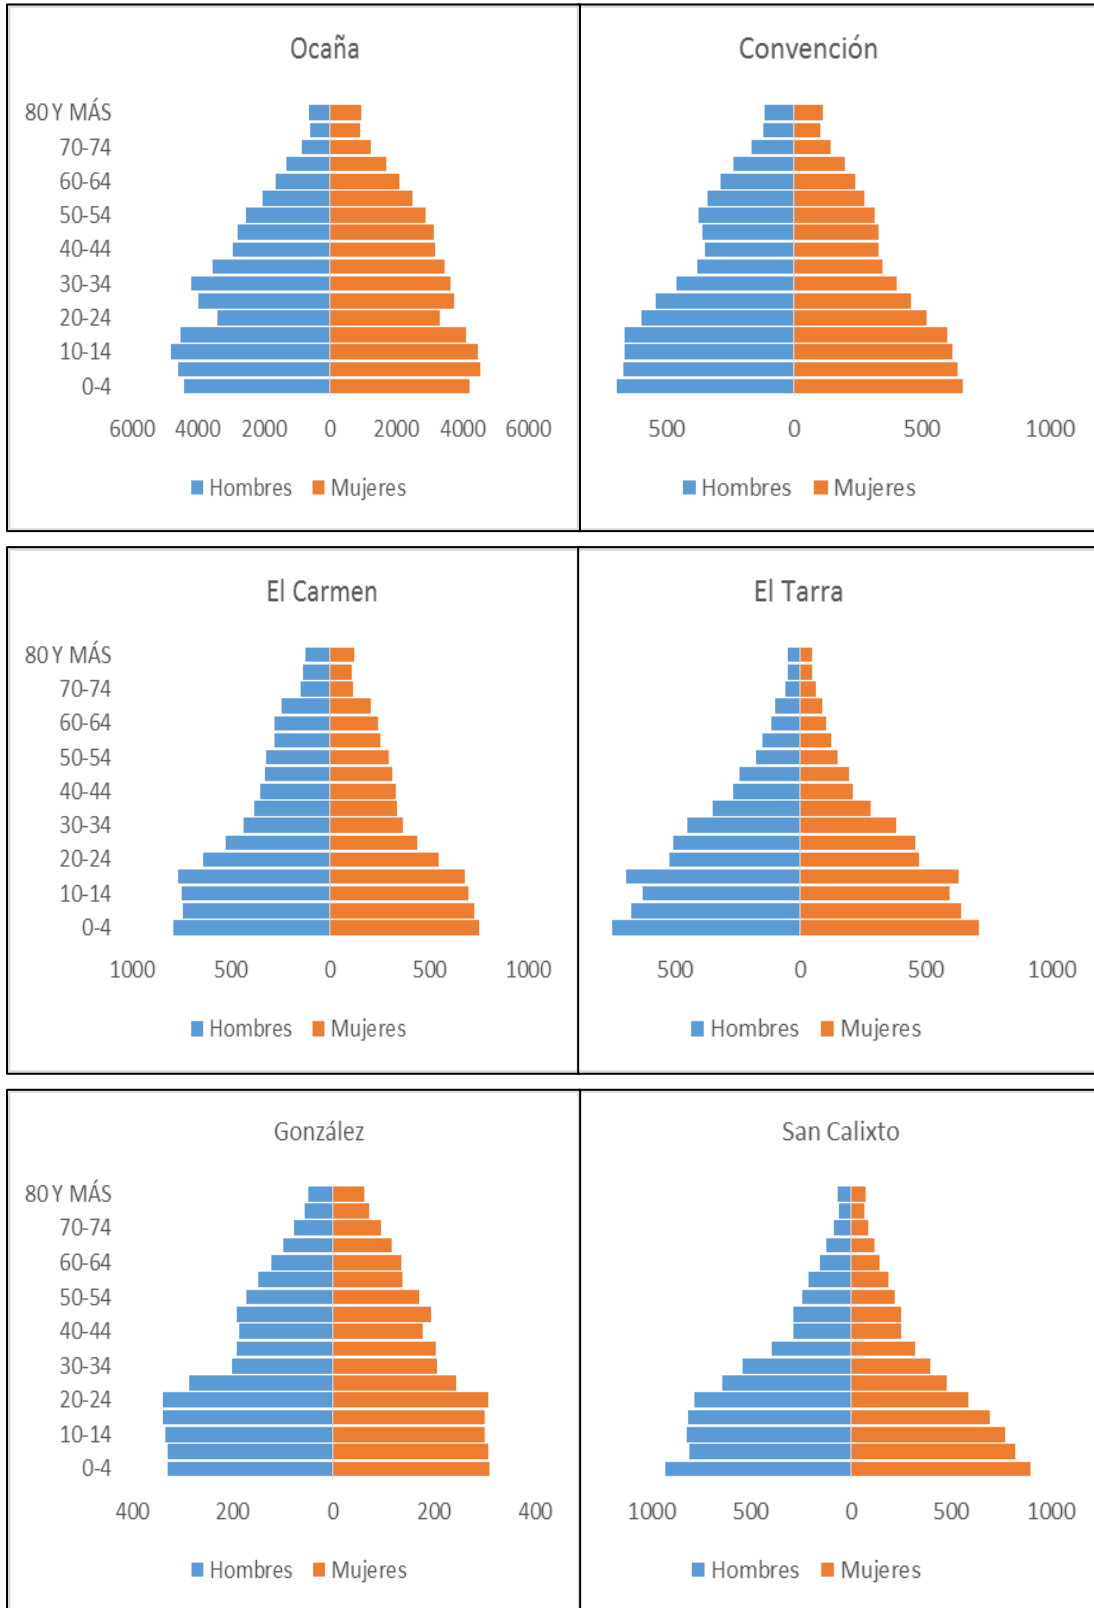 Ocaña
80 Y MÁS
70-74
60-64
50-54
40-44
30-34
20-24
10-14
0-4
6000 4000 2000 0 2000 4000 6000
Hombres Mujeres
Convención
500 0 500 1000
Hombres Mujeres
El Carmen
80 Y MÁS
70-74
60-64
50-54
40-44
30-34
20-24
10-14
0-4
1000 500 0 500 1000
Hombres Mujeres
El Tarra
500 0 500 1000
Hombres Mujeres
González
80 Y MÁS
70-74
60-64
50-54
40-44
30-34
20-24
10-14
0-4
400 200 0 200 400
Hombres Mujeres
San Calixto
1000 500 0 500 1000
Hombres Mujeres